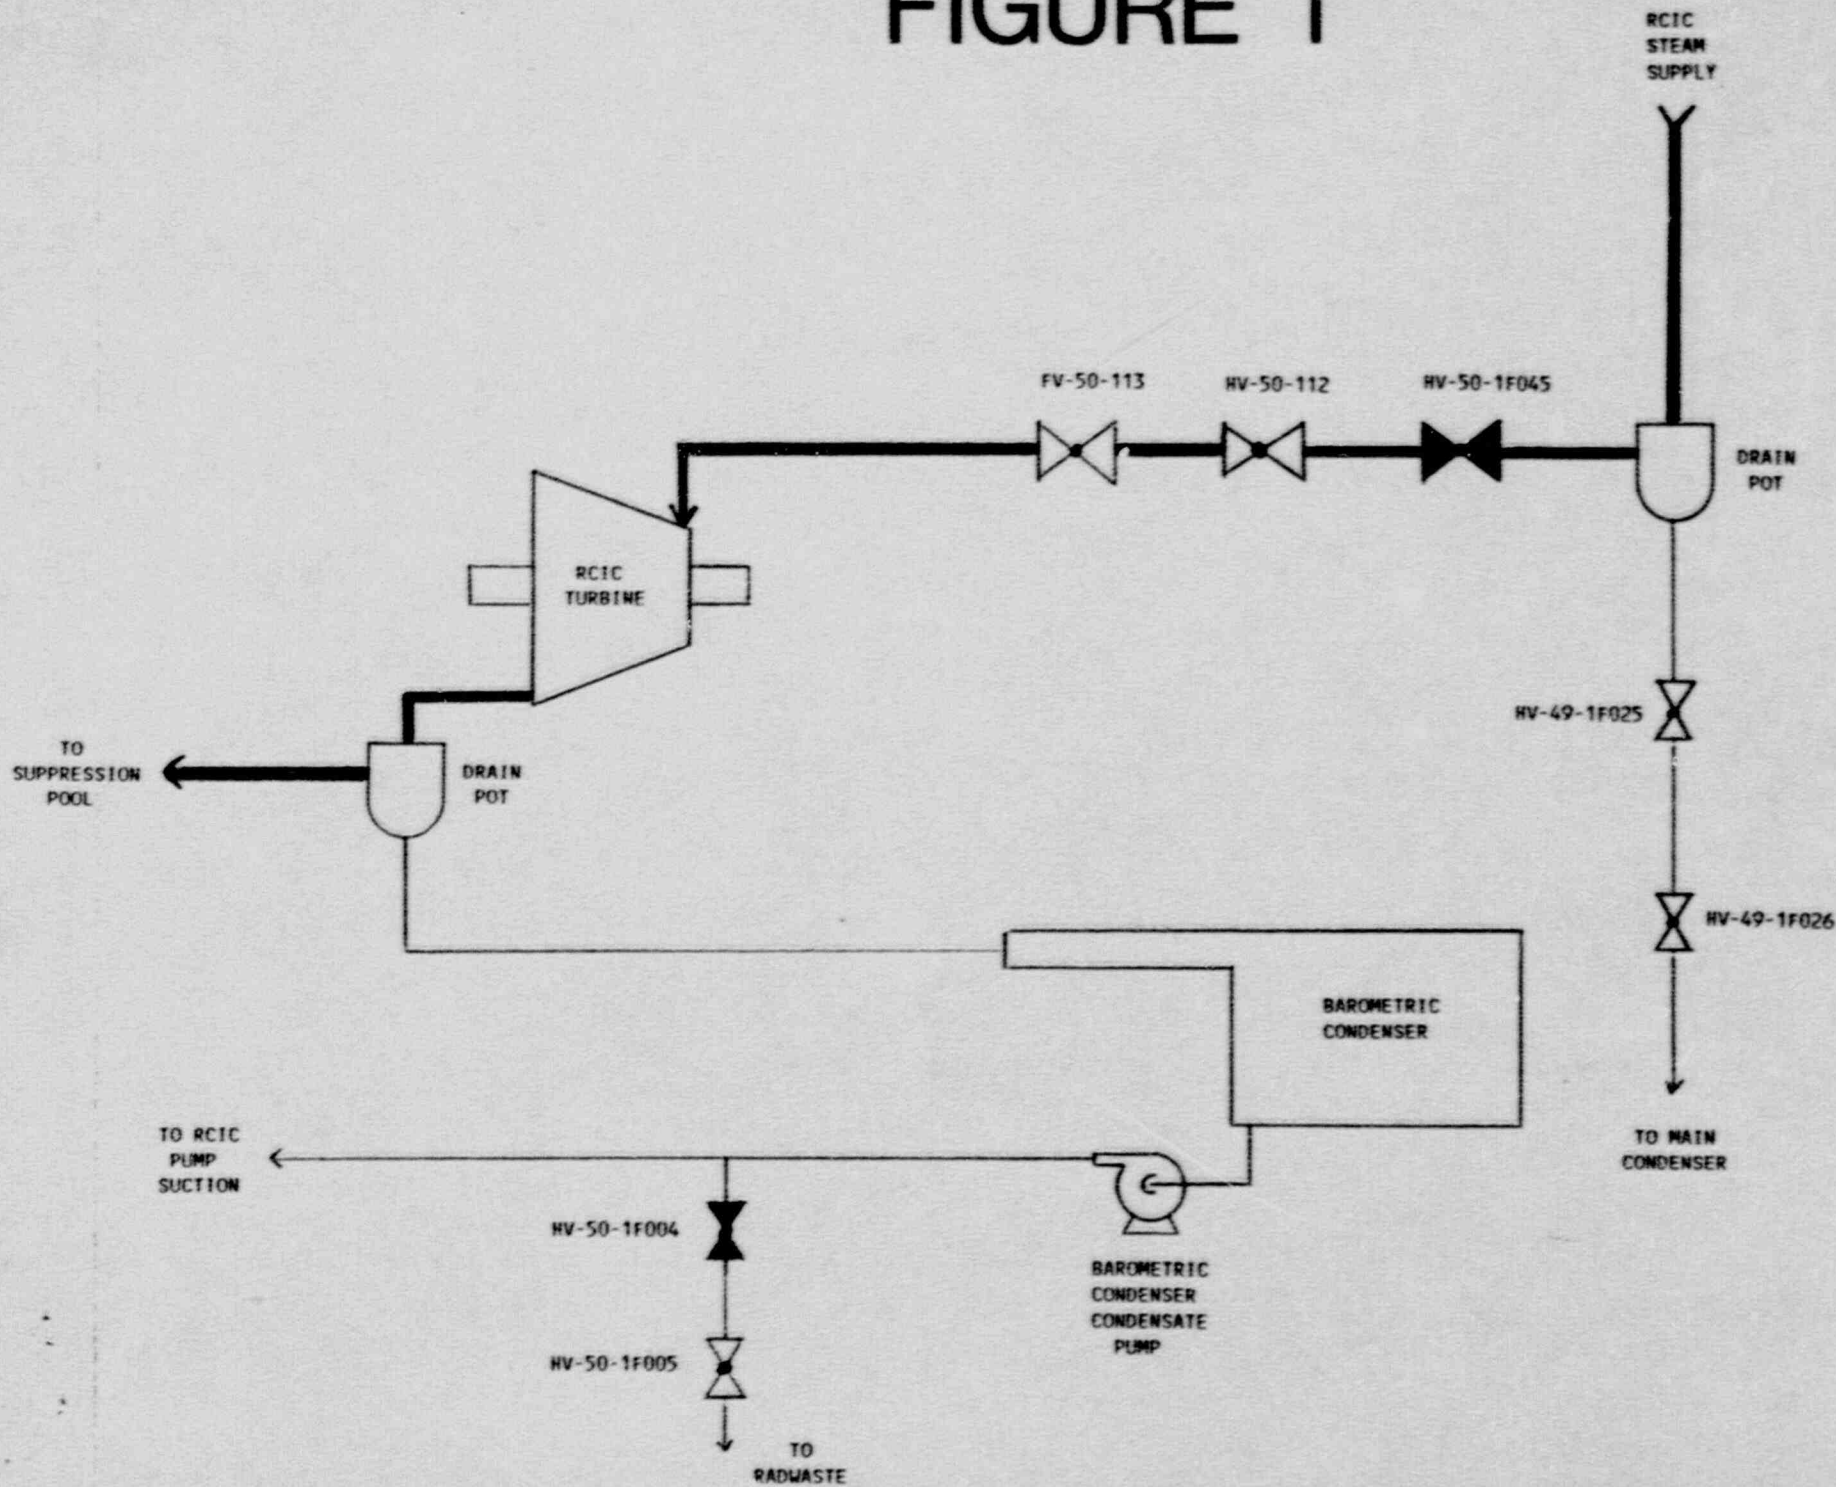 FIGURE 1
RCIC
STEAM
SUPPLY
FV-50-113
HV-50-112
HV-50-1F045
DRAIN
POT
RCIC
TURBINE
HV-49-1F025
TO
SUPPRESSION
POOL
DRAIN
POT
HV-49-1F026
BAROMETRIC
CONDENSER
TO MAIN
CONDENSER
TO RCIC
PUMP
SUCTION
HV-50-1F004
BAROMETRIC
CONDENSER
CONDENSATE
PUMP
HV-50-1F005
TO
RADWASTE